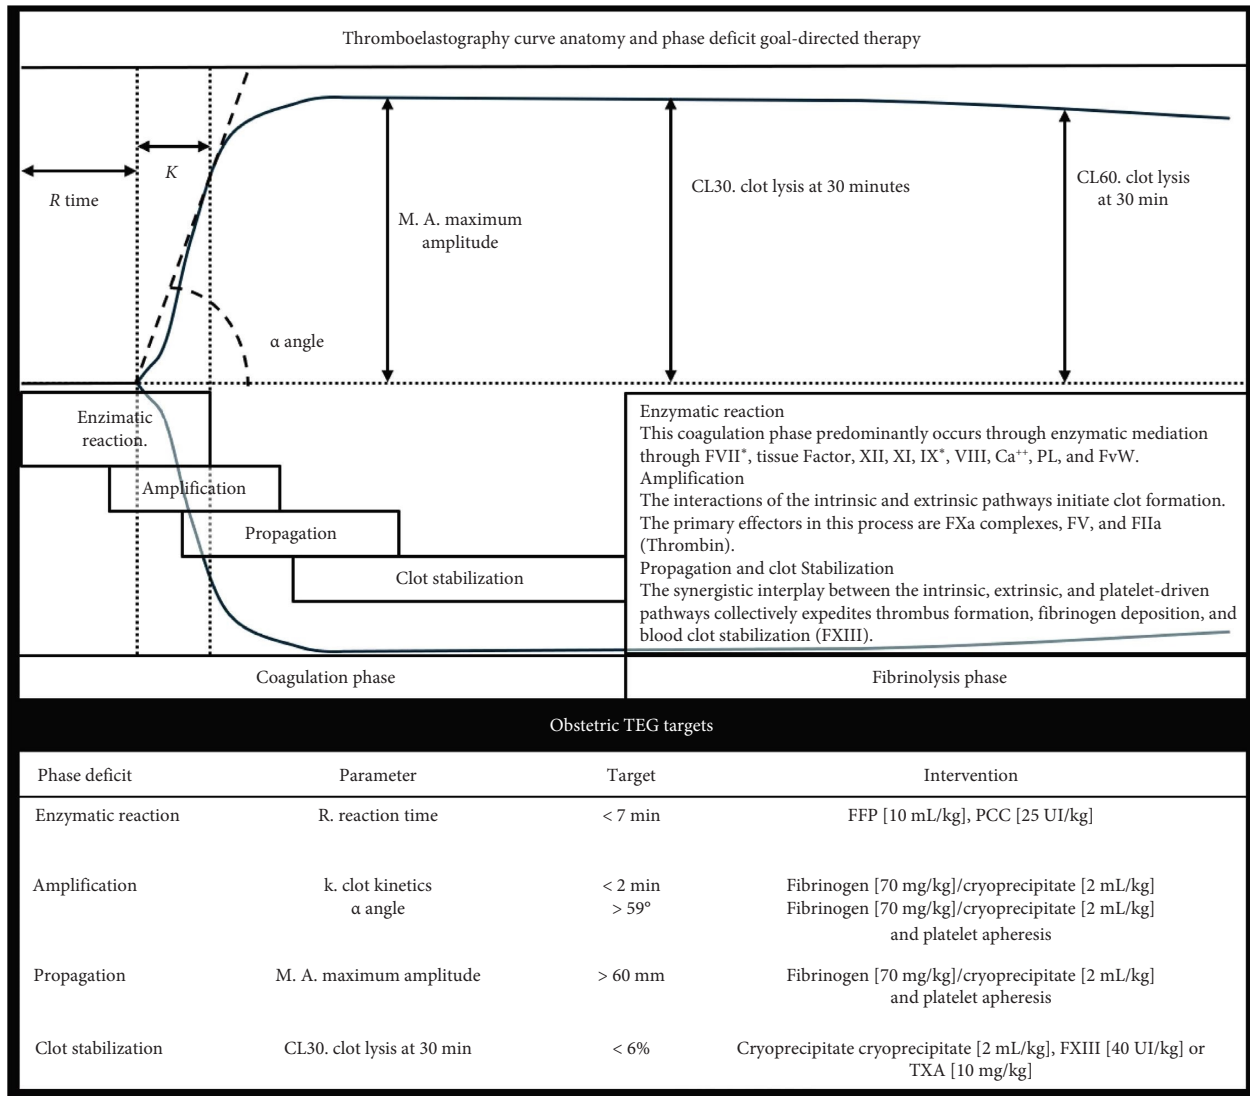 Thromboelastography curve anatomy and phase deficit goal-directed therapy
R time
K
M. A. maximum
amplitude
CL30. clot lysis at 30 minutes
CL60. clot lysis
at 30 min
α angle
Enzimatic
reaction.
Amplification
Propagation
Clot stabilization
Enzymatic reaction
This coagulation phase predominantly occurs through enzymatic mediation
through FVII*, tissue Factor, XII, XI, IX*, VIII, Ca⁺⁺, PL, and FvW.
Amplification
The interactions of the intrinsic and extrinsic pathways initiate clot formation.
The primary effectors in this process are FXa complexes, FV, and FIIa
(Thrombin).
Propagation and clot Stabilization
The synergistic interplay between the intrinsic, extrinsic, and platelet-driven
pathways collectively expedites thrombus formation, fibrinogen deposition, and
blood clot stabilization (FXIII).
Coagulation phase
Fibrinolysis phase
Obstetric TEG targets
Phase deficit Parameter Target Intervention
Enzymatic reaction R. reaction time < 7 min FFP [10 mL/kg], PCC [25 UI/kg]
Amplification k. clot kinetics < 2 min Fibrinogen [70 mg/kg]/cryoprecipitate [2 mL/kg]
α angle > 59° Fibrinogen [70 mg/kg]/cryoprecipitate [2 mL/kg]
and platelet apheresis
Propagation M. A. maximum amplitude > 60 mm Fibrinogen [70 mg/kg]/cryoprecipitate [2 mL/kg]
and platelet apheresis
Clot stabilization CL30. clot lysis at 30 min < 6% Cryoprecipitate cryoprecipitate [2 mL/kg], FXIII [40 UI/kg] or
TXA [10 mg/kg]